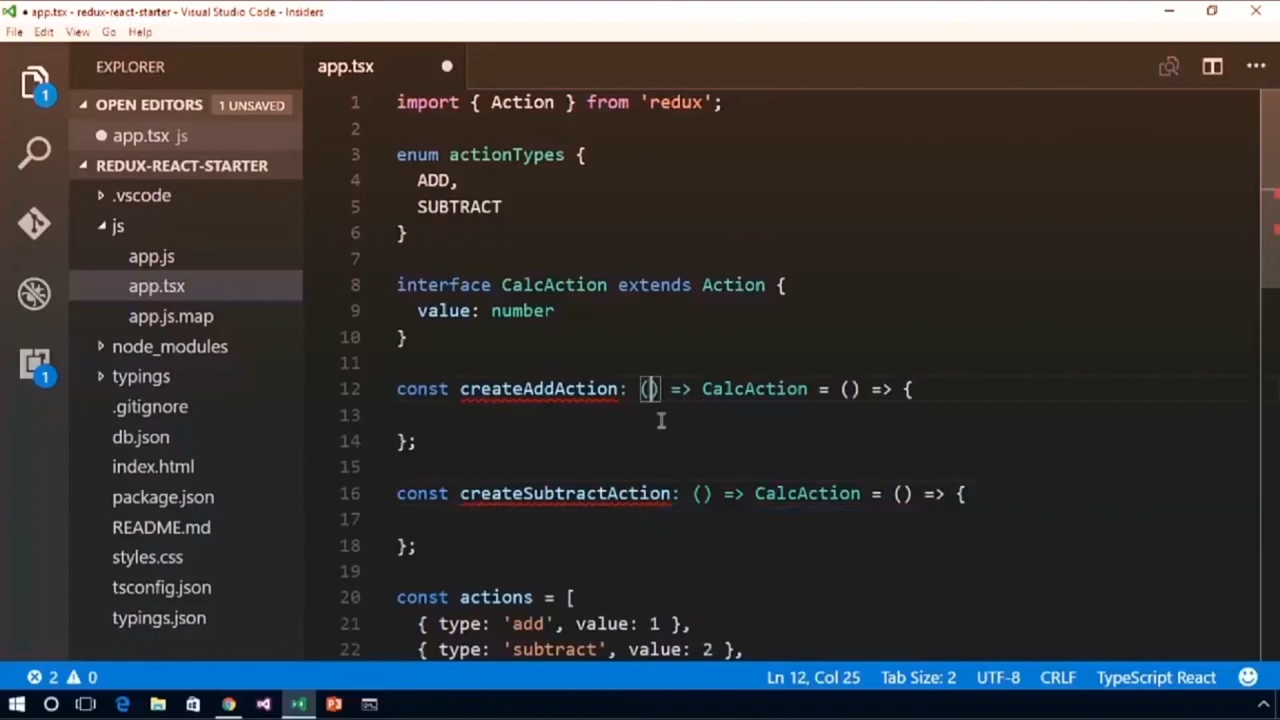 ● app.tsx - redux-react-starter - Visual Studio Code - Insiders
File Edit View Go Help
EXPLORER
OPEN EDITORS 1 UNSAVED
● app.tsx js
REDUX-REACT-STARTER
.vscode
js
app.js
app.tsx
app.js.map
node_modules
typings
.gitignore
db.json
index.html
package.json
README.md
styles.css
tsconfig.json
typings.json
1
1
app.tsx ●
1 import { Action } from 'redux';
2
3 enum actionTypes {
4 ADD,
5 SUBTRACT
6 }
7
8 interface CalcAction extends Action {
9 value: number
10 }
11
12 const createAddAction: () => CalcAction = () => {
13
14 };
15
16 const createSubtractAction: () => CalcAction = () => {
17
18 };
19
20 const actions = [
21 { type: 'add', value: 1 },
22 { type: 'subtract', value: 2 },
2 0 Ln 12, Col 25 Tab Size: 2 UTF-8 CRLF TypeScript React